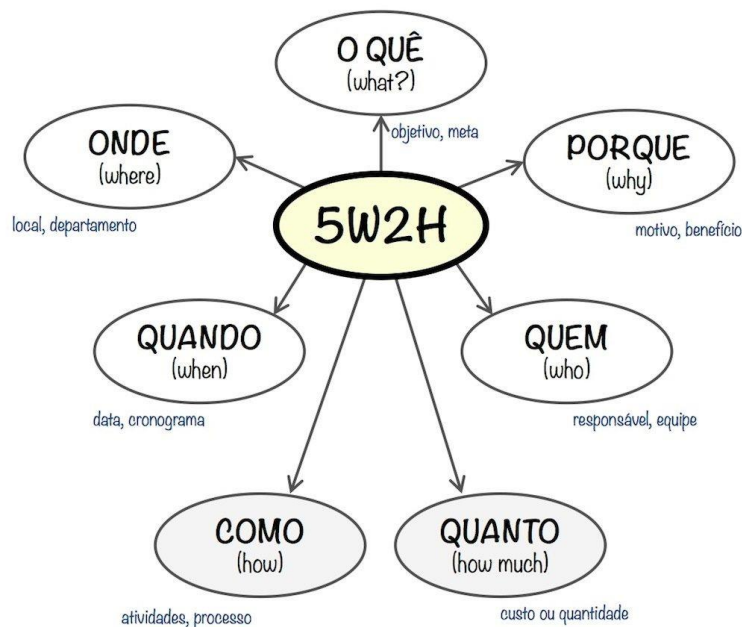 O QUÊ
(what?)
objetivo, meta
ONDE
(where)
local, departamento
PORQUE
(why)
motivo, benefício
5W2H
QUANDO
(when)
data, cronograma
QUEM
(who)
responsável, equipe
COMO
(how)
atividades, processo
QUANTO
(how much)
custo ou quantidade